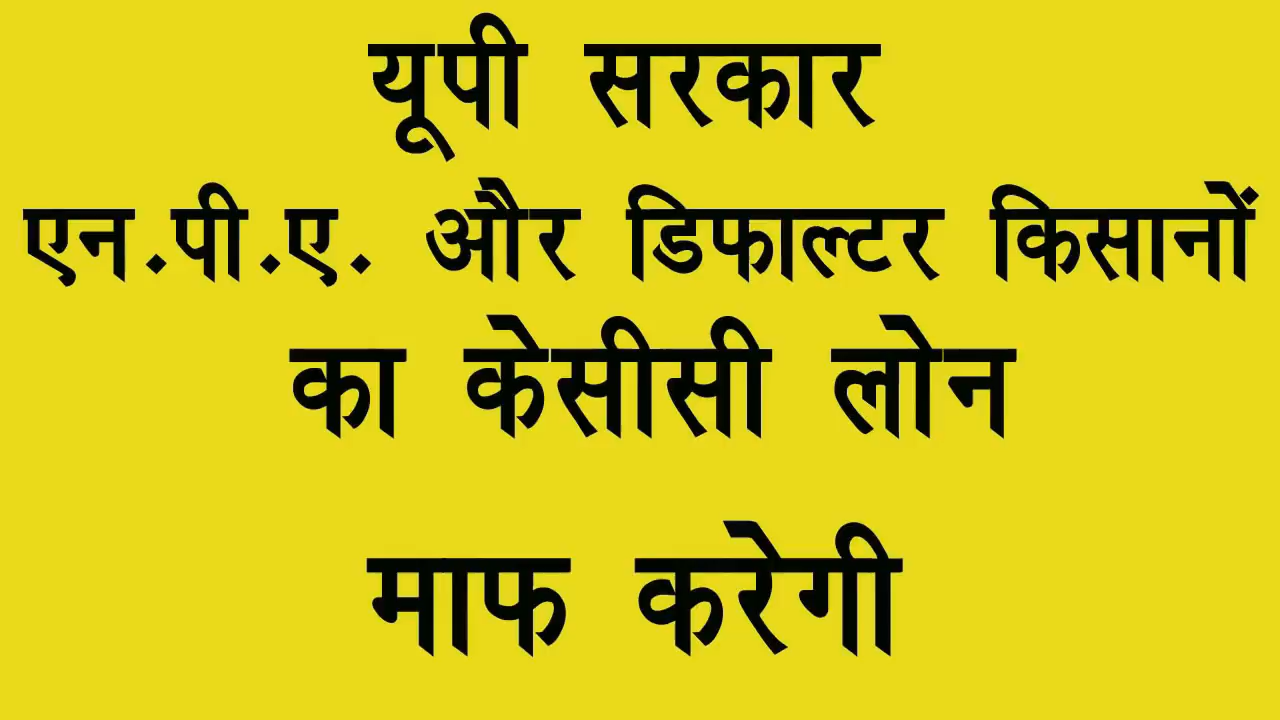 यूपी सरकार
एन.पी.ए. और डिफाल्टर किसानों
का केसीसी लोन
माफ करेगी